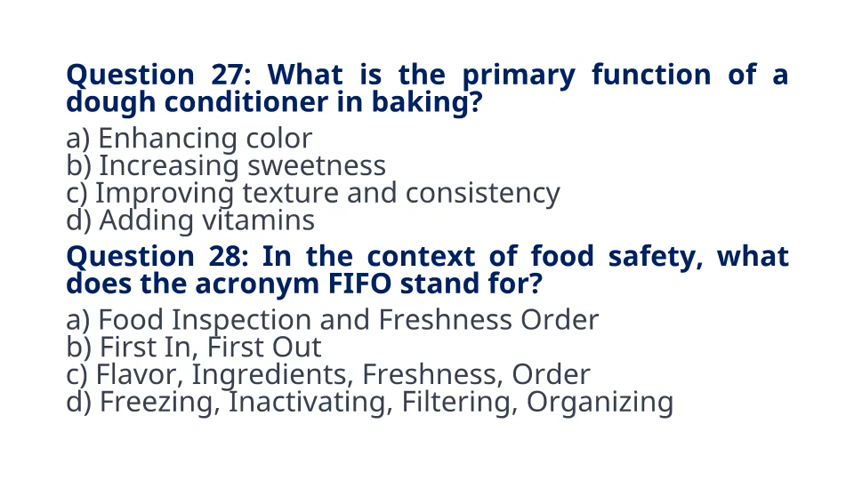 Question 27: What is the primary function of a
dough conditioner in baking?
a) Enhancing color
b) Increasing sweetness
c) Improving texture and consistency
d) Adding vitamins
Question 28: In the context of food safety, what
does the acronym FIFO stand for?
a) Food Inspection and Freshness Order
b) First In, First Out
c) Flavor, Ingredients, Freshness, Order
d) Freezing, Inactivating, Filtering, Organizing